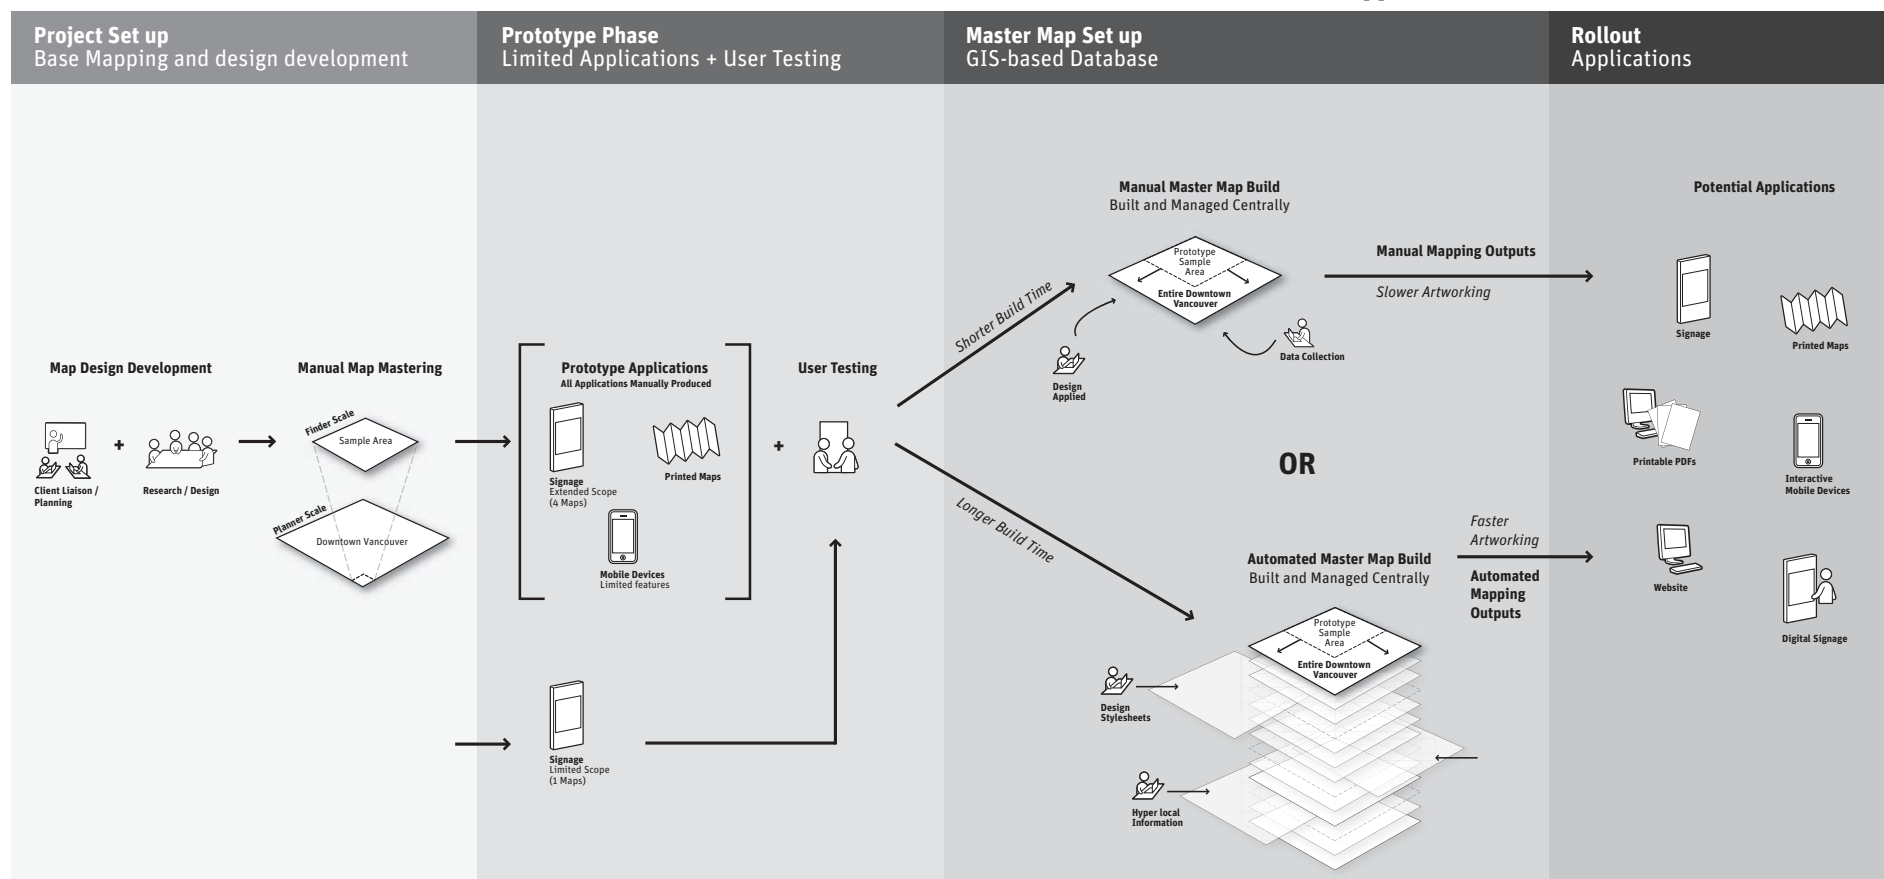 Project Set up
Base Mapping and design development
Prototype Phase
Limited Applications + User Testing
Master Map Set up
GIS-based Database
Rollout
Applications
Map Design Development
+
Client Liaison /
Planning
Research / Design
Manual Map Mastering
Finder Scale
Sample Area
Planner Scale
Downtown Vancouver
Prototype Applications
All Applications Manually Produced
Signage
Extended Scope
(4 Maps)
Printed Maps
Mobile Devices
Limited features
+
User Testing
Signage
Limited Scope
(1 Maps)
Shorter Build Time
Longer Build Time
Manual Master Map Build
Built and Managed Centrally
Prototype
Sample
Area
Entire Downtown
Vancouver
Design
Applied
Data Collection
Manual Mapping Outputs
Slower Artworking
OR
Automated Master Map Build
Built and Managed Centrally
Prototype
Sample
Area
Entire Downtown
Vancouver
Design
Stylesheets
Hyper local
Information
Faster
Artworking
Automated
Mapping
Outputs
Potential Applications
Signage
Printed Maps
Printable PDFs
Interactive
Mobile Devices
Website
Digital Signage